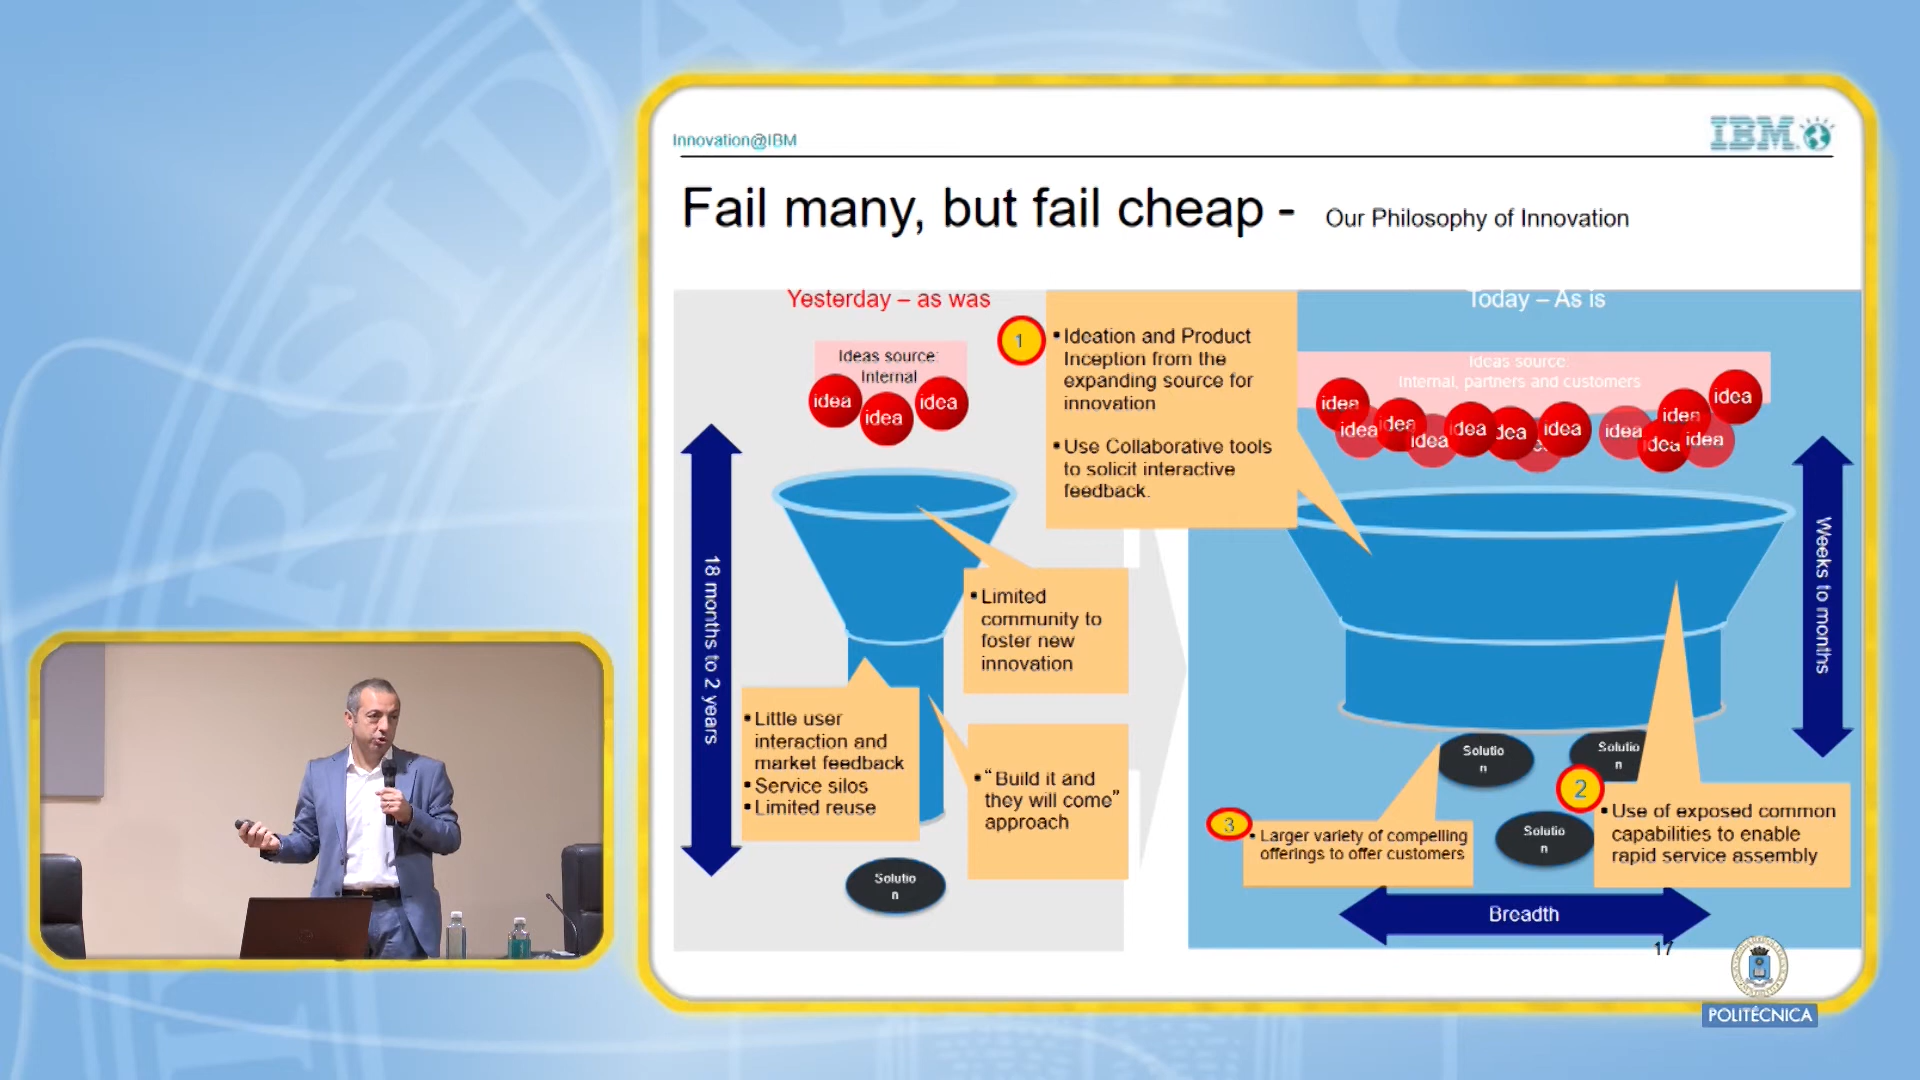 Innovation@IBM
IBM
Fail many, but fail cheap - Our Philosophy of Innovation
Yesterday – as was
Ideas source:
Internal
idea
idea
idea
18 months to 2 years
▪ Limited
community to
foster new
innovation
▪ Little user
interaction and
market feedback
▪ Service silos
▪ Limited reuse
▪ “Build it and
they will come”
approach
Solutio
n
1
▪ Ideation and Product
Inception from the
expanding source for
innovation
▪ Use Collaborative tools
to solicit interactive
feedback.
Today – As is
Ideas source:
Internal, partners and customers
idea
idea
idea
idea
idea
idea
idea
idea
idea
idea
idea
idea
Weeks to months
Solutio
n
Solutio
n
Solutio
n
2
▪ Use of exposed common
capabilities to enable
rapid service assembly
3
▪ Larger variety of compelling
offerings to offer customers
Breadth
17
POLITÉCNICA